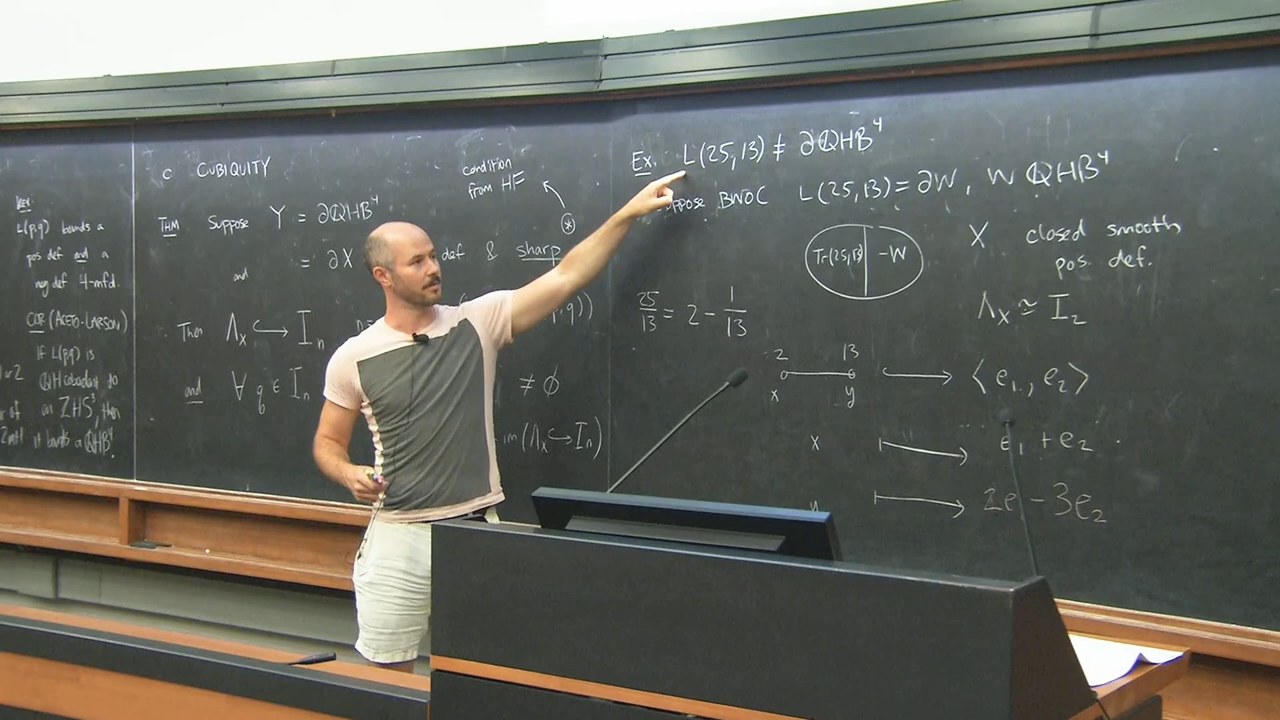 Key:
L(p,q) bounds a
pos def and a
neg def 4-mfd.
COR (ACETO-LARSON)
If L(p,q) is
QH cobordant to
an ZHS³, then
it bounds a QHB⁴.
C CUBIQUITY
condition
from HF
⊛
THM Suppose Y = ∂QHB⁴
and = ∂X def & sharp
Then Λ_X ↪ I_n
and ∀ g ∈ I_n ≠ ∅
im(Λ_X ↪ I_n)
Ex. L(25,13) ≠ ∂QHB⁴
BWOC L(25,13) = ∂W, W QHB⁴
Tr(25,13) | -W
X closed smooth
pos. def.
Λ_X ≃ I_2
25/13 = 2 - 1/13
2 13
x y
↪ ⟨e_1, e_2⟩
x ↦ e_1 + e_2
y ↦ 2e_1 - 3e_2